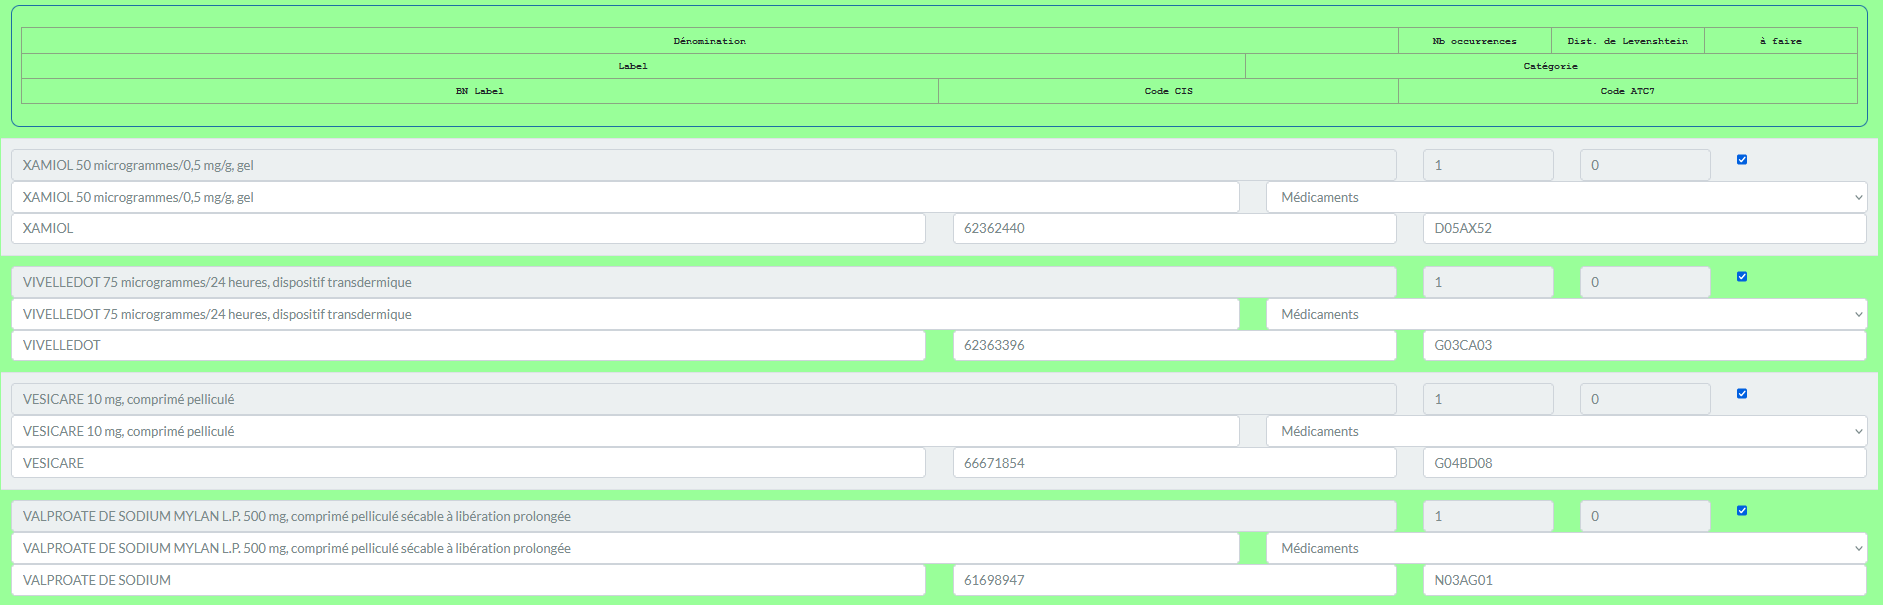 Dénomination Nb occurrences Dist. de Levenshtein à faire
Label Catégorie
BN Label Code CIS Code ATC7
XAMIOL 50 microgrammes/0,5 mg/g, gel 1 0
XAMIOL 50 microgrammes/0,5 mg/g, gel Médicaments
XAMIOL 62362440 D05AX52
VIVELLEDOT 75 microgrammes/24 heures, dispositif transdermique 1 0
VIVELLEDOT 75 microgrammes/24 heures, dispositif transdermique Médicaments
VIVELLEDOT 62363396 G03CA03
VESICARE 10 mg, comprimé pelliculé 1 0
VESICARE 10 mg, comprimé pelliculé Médicaments
VESICARE 66671854 G04BD08
VALPROATE DE SODIUM MYLAN L.P. 500 mg, comprimé pelliculé sécable à libération prolongée 1 0
VALPROATE DE SODIUM MYLAN L.P. 500 mg, comprimé pelliculé sécable à libération prolongée Médicaments
VALPROATE DE SODIUM 61698947 N03AG01